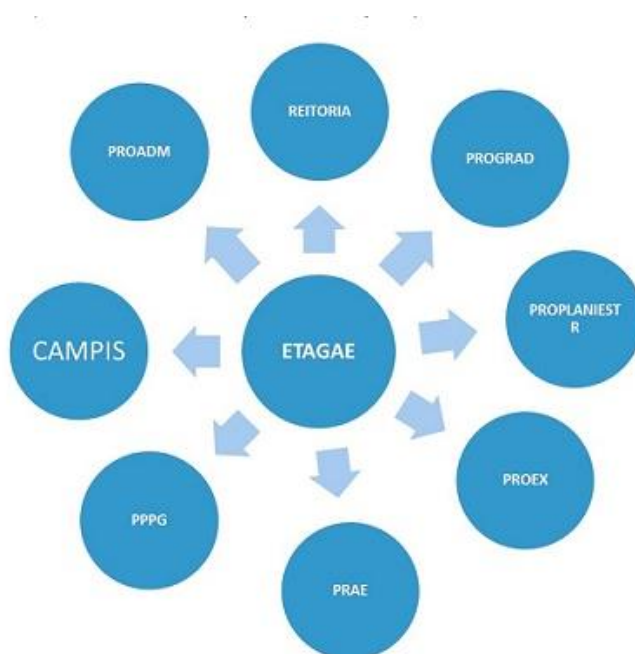 REITORIA
PROADM
PROGRAD
PROPLANIEST
R
CAMPIS
ETAGAE
PROEX
PPPG
PRAE